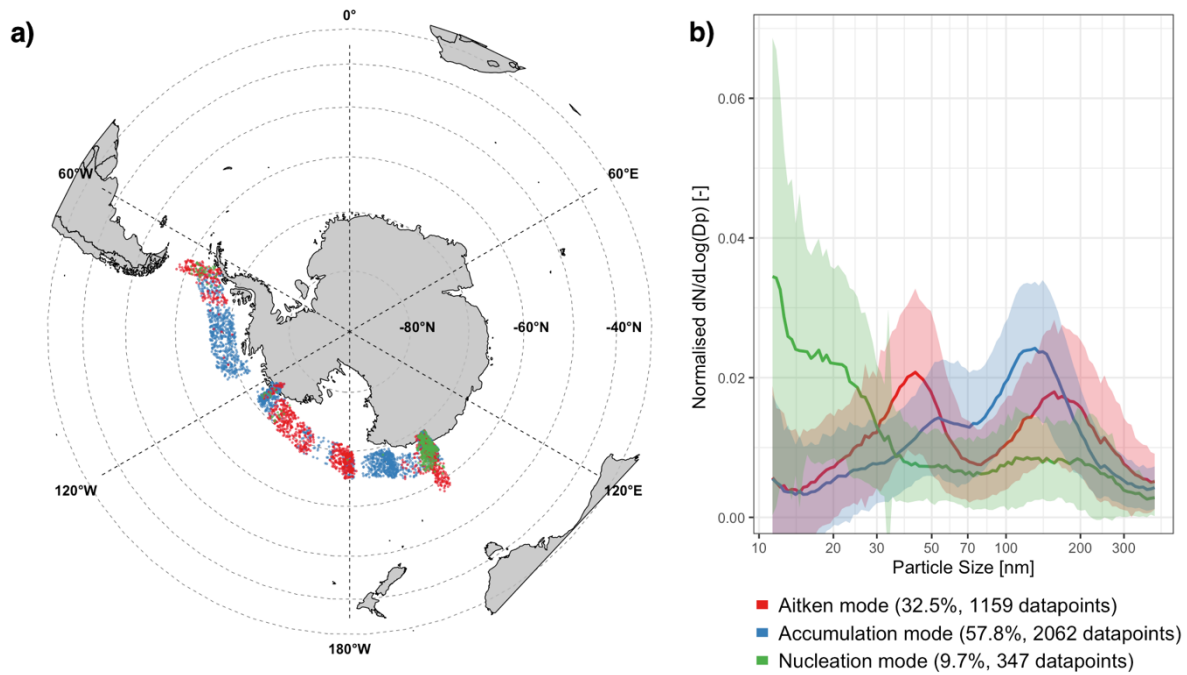 a)
0°
60°W
60°E
-80°N
-60°N
-40°N
120°W
120°E
180°W
b)
Normalised dN/dLog(Dp) [-]
0.06
0.04
0.02
0.00
10 20 30 50 70 100 200 300
Particle Size [nm]
Aitken mode (32.5%, 1159 datapoints)
Accumulation mode (57.8%, 2062 datapoints)
Nucleation mode (9.7%, 347 datapoints)